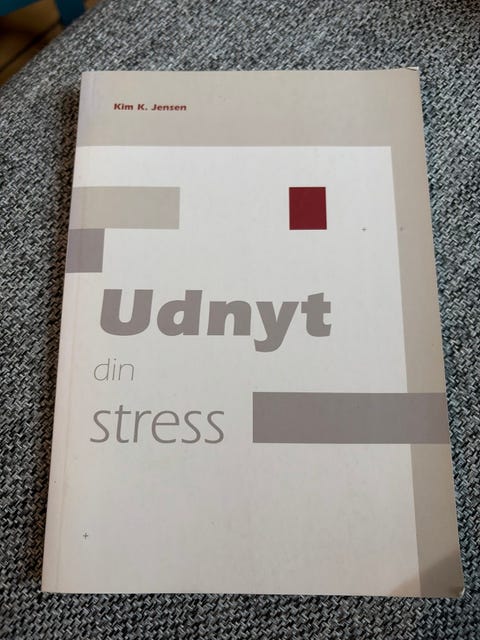 Kim K. Jensen
Udnyt
din
stress